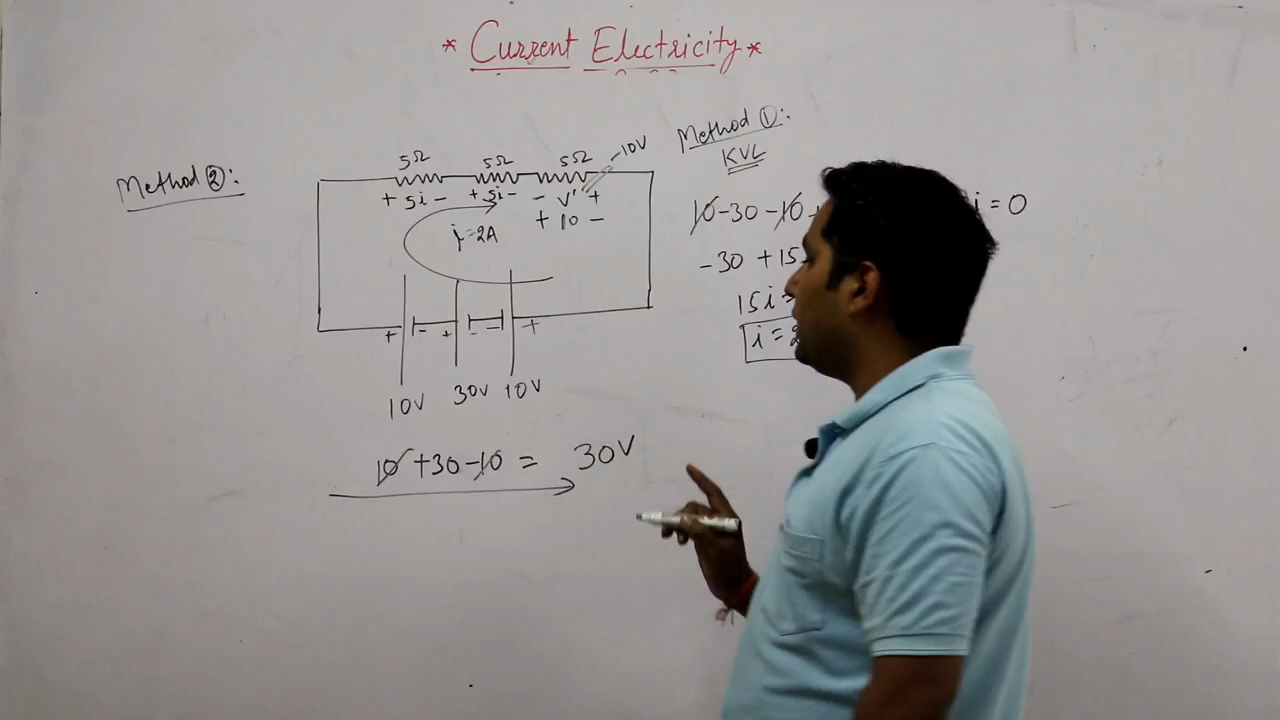 * Current Electricity *
Method ②:
Method ①:
KVL
5Ω 5Ω 5Ω -10V
+ 5i - + 5i - - V' +
+ 10 -
i=2A
+ - + - - +
10V 30V 10V
10 +30 -10 = 30V
10 -30 -10 + i = 0
-30 + 15
15i =
i = 2